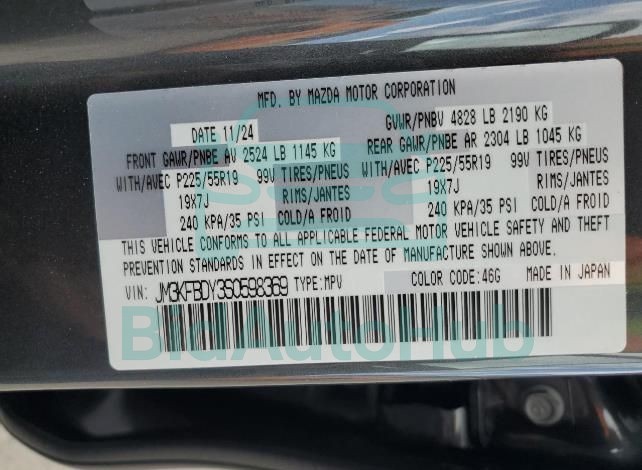 MFD. BY MAZDA MOTOR CORPORATION
DATE 11/24 GVWR/PNBV 4828 LB 2190 KG
FRONT GAWR/PNBE AV 2524 LB 1145 KG REAR GAWR/PNBE AR 2304 LB 1045 KG
WITH/AVEC P225/55R19 99V TIRES/PNEUS WITH/AVEC P225/55R19 99V TIRES/PNEUS
19X7J RIMS/JANTES 19X7J RIMS/JANTES
240 KPA/35 PSI COLD/A FROID 240 KPA/35 PSI COLD/A FROID
THIS VEHICLE CONFORMS TO ALL APPLICABLE FEDERAL MOTOR VEHICLE SAFETY AND THEFT
PREVENTION STANDARDS IN EFFECT ON THE DATE OF MANUFACTURE SHOWN ABOVE.
VIN: JM3KFBDY3S0598369 TYPE:MPV COLOR CODE:46G MADE IN JAPAN
BidAutoHub